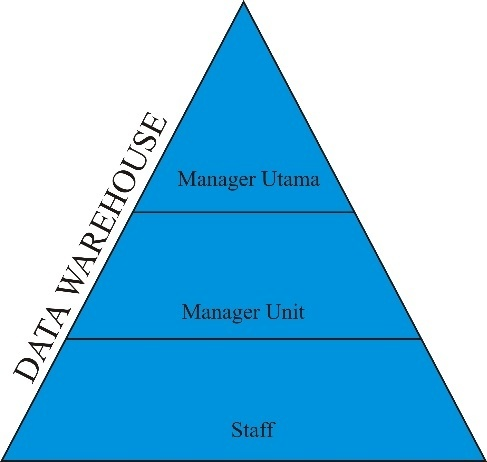 DATA WAREHOUSE
Manager Utama
Manager Unit
Staff